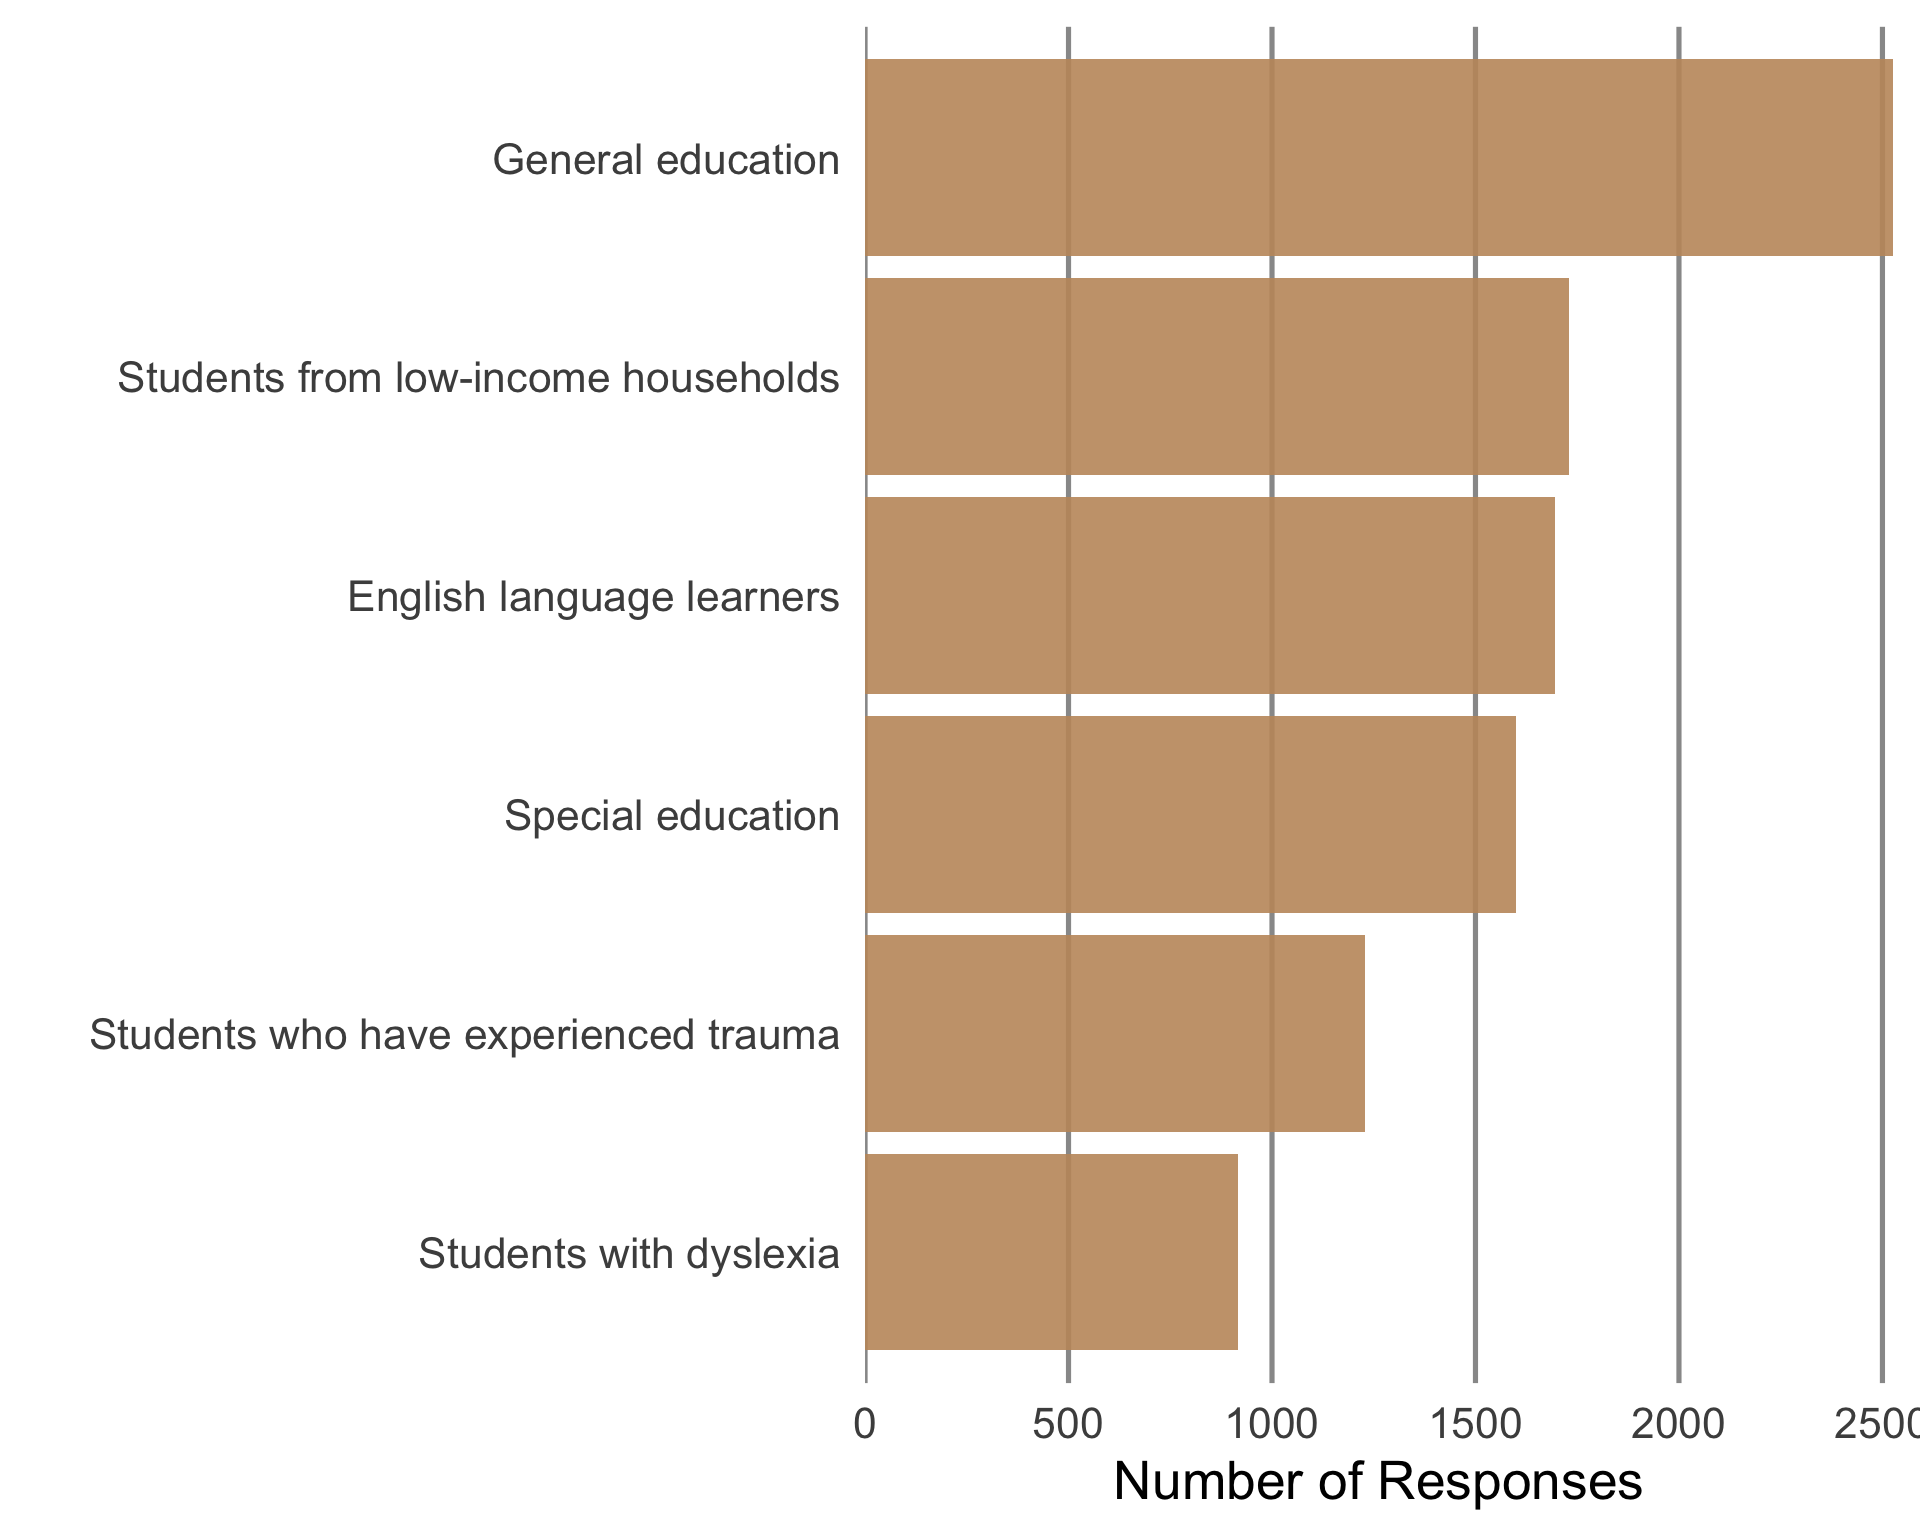 General education
Students from low-income households
English language learners
Special education
Students who have experienced trauma
Students with dyslexia
0 500 1000 1500 2000 2500
Number of Responses